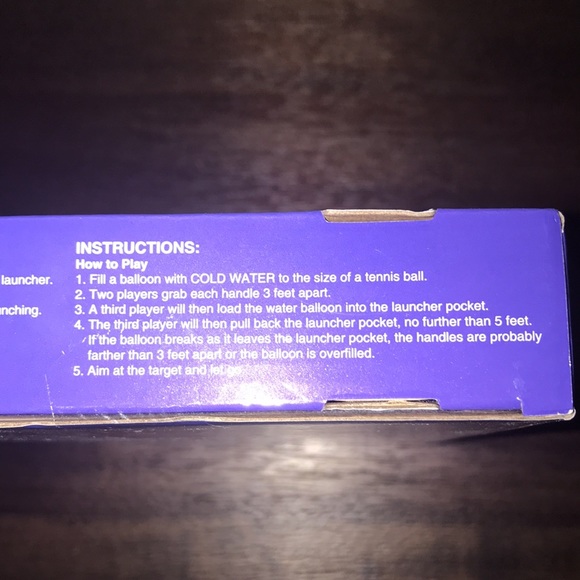 launcher.
nching.
INSTRUCTIONS:
How to Play
1. Fill a balloon with COLD WATER to the size of a tennis ball.
2. Two players grab each handle 3 feet apart.
3. A third player will then load the water balloon into the launcher pocket.
4. The third player will then pull back the launcher pocket, no further than 5 feet.
If the balloon breaks as it leaves the launcher pocket, the handles are probably
farther than 3 feet apart or the balloon is overfilled.
5. Aim at the target and let go